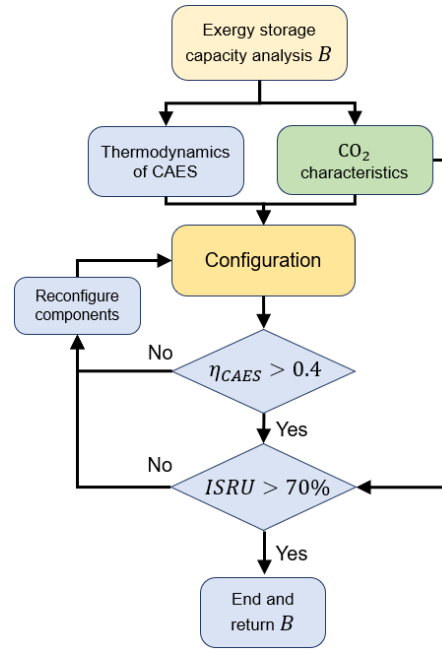 Exergy storage
capacity analysis B
Thermodynamics
of CAES
CO₂
characteristics
Configuration
Reconfigure
components
No
η_CAES > 0.4
Yes
No
ISRU > 70%
Yes
End and
return B